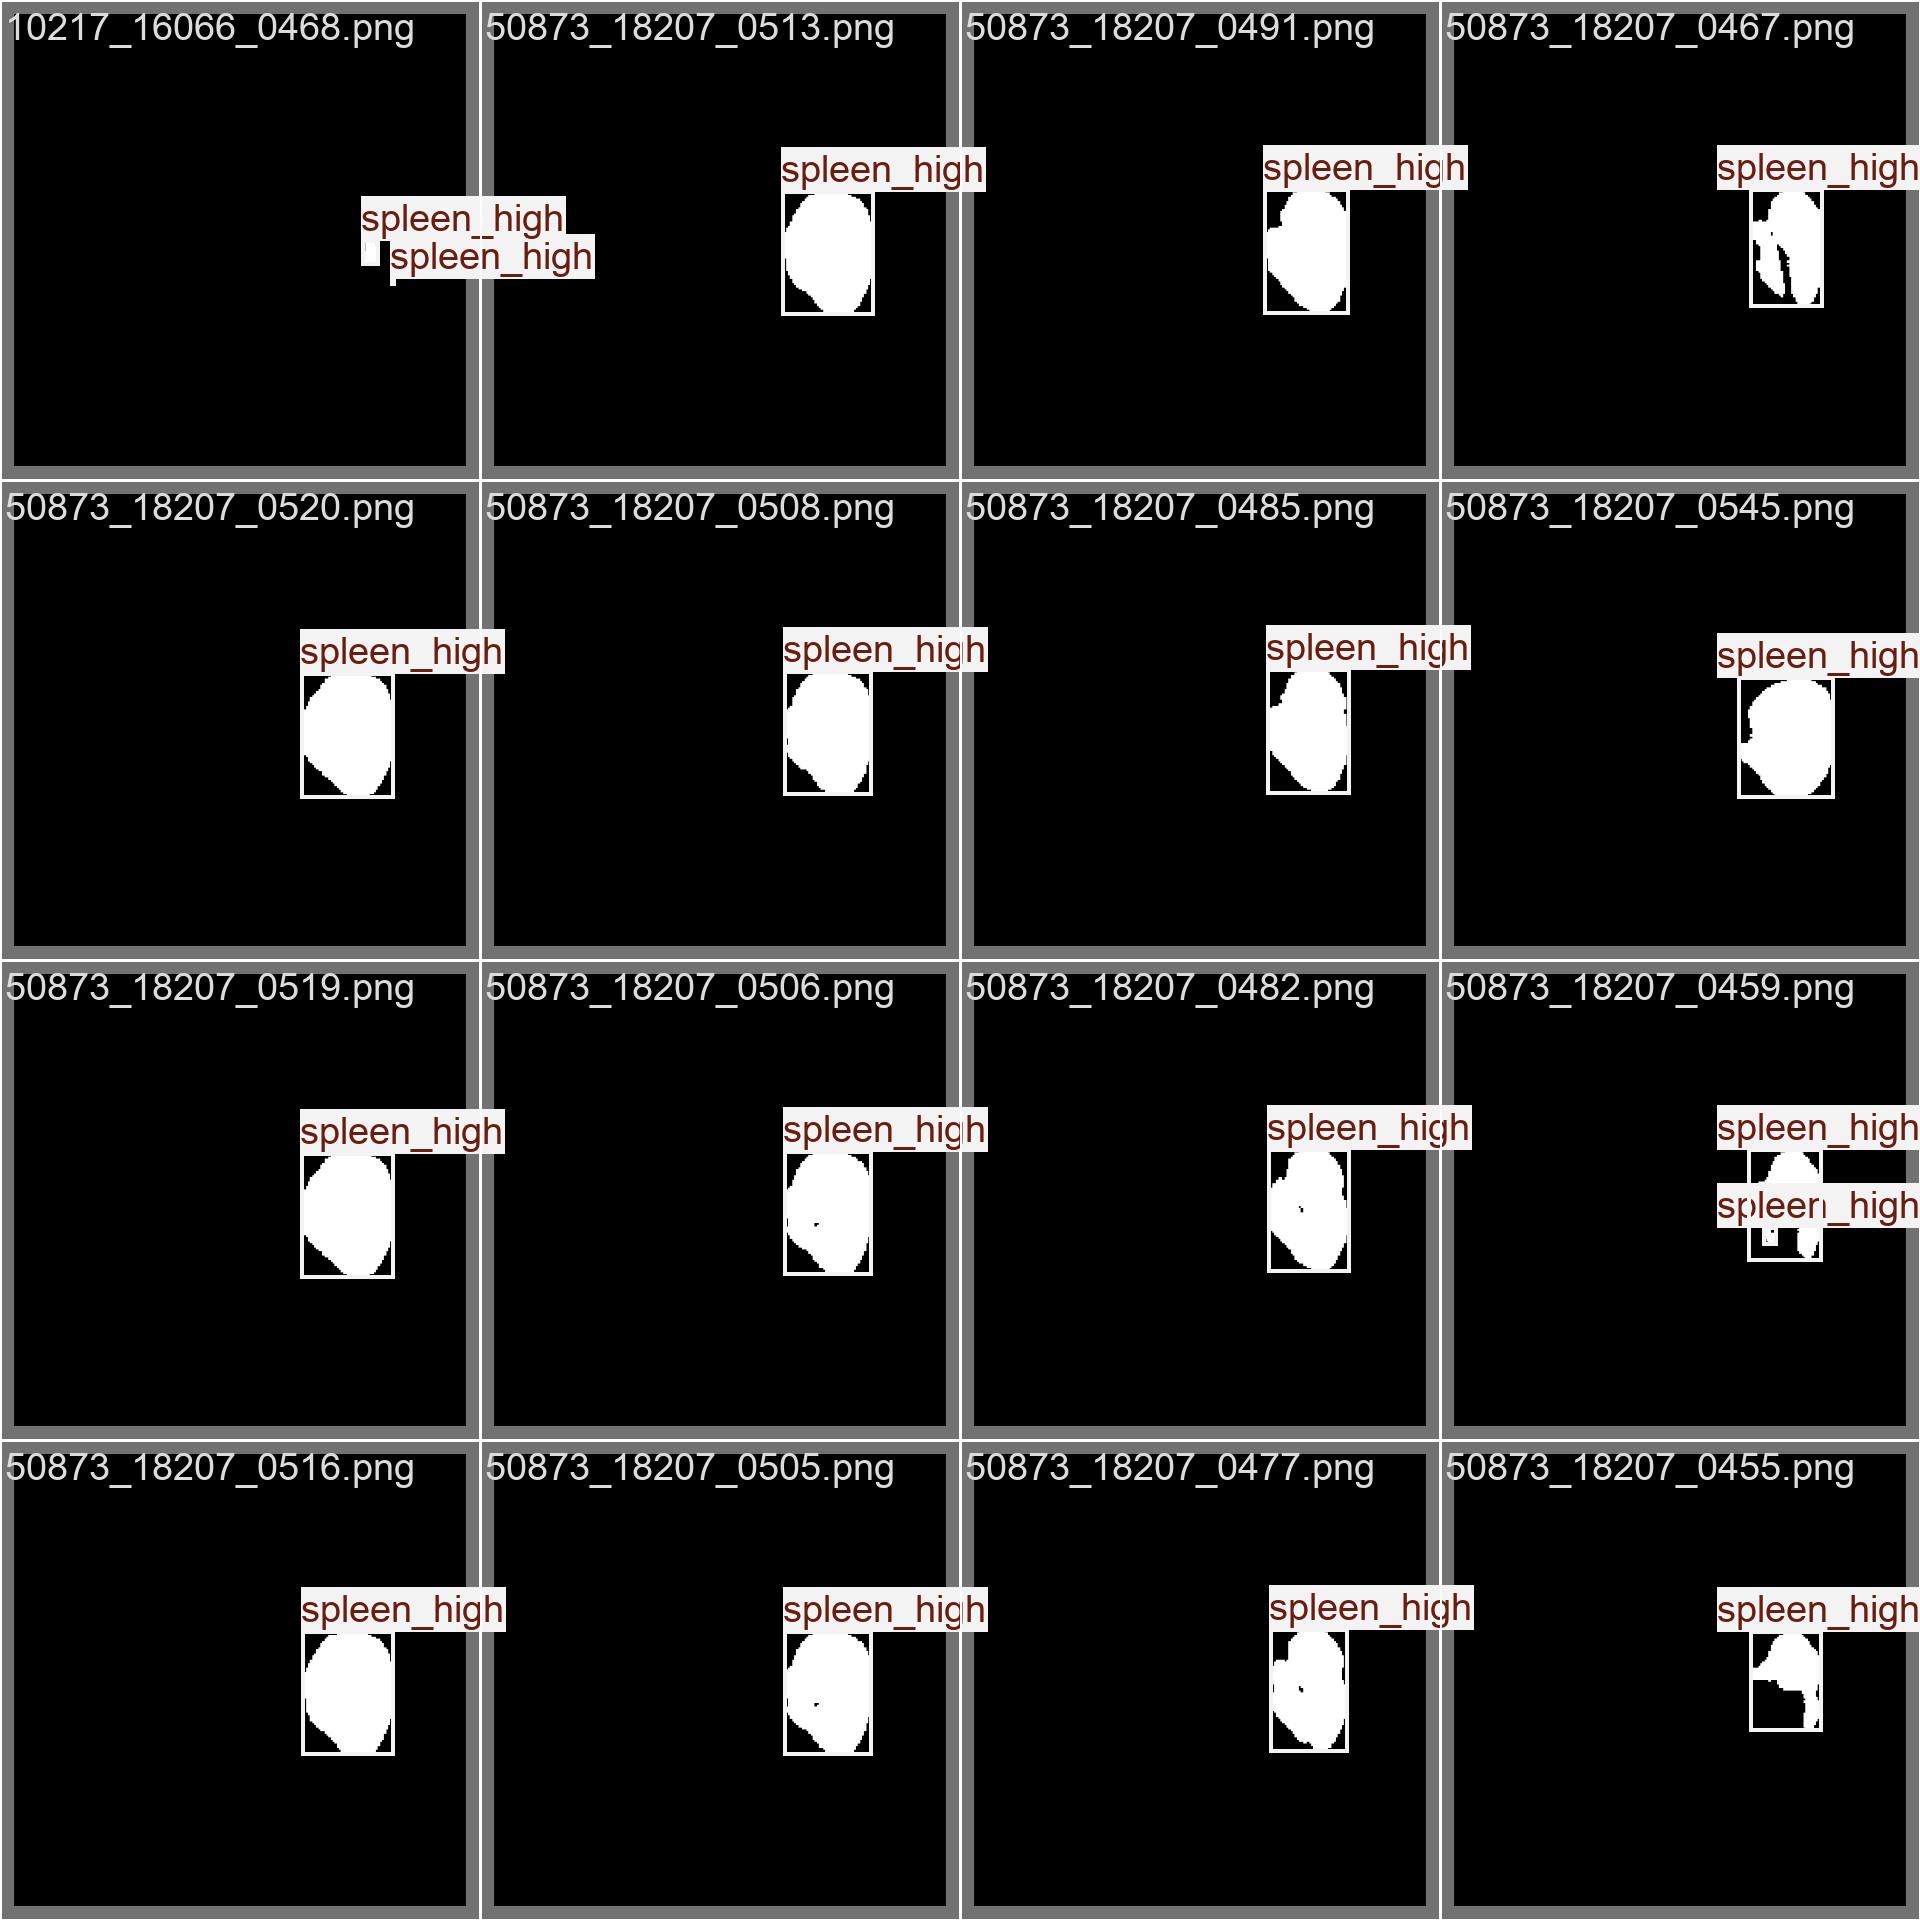 10217_16066_0468.png
50873_18207_0513.png
50873_18207_0491.png
50873_18207_0467.png
spleen_high
spleen_high
spleen_high
spleen_high
spleen_high
50873_18207_0520.png
50873_18207_0508.png
50873_18207_0485.png
50873_18207_0545.png
spleen_high
spleen_high
spleen_high
spleen_high
50873_18207_0519.png
50873_18207_0506.png
50873_18207_0482.png
50873_18207_0459.png
spleen_high
spleen_high
spleen_high
spleen_high
spleen_high
50873_18207_0516.png
50873_18207_0505.png
50873_18207_0477.png
50873_18207_0455.png
spleen_high
spleen_high
spleen_high
spleen_high